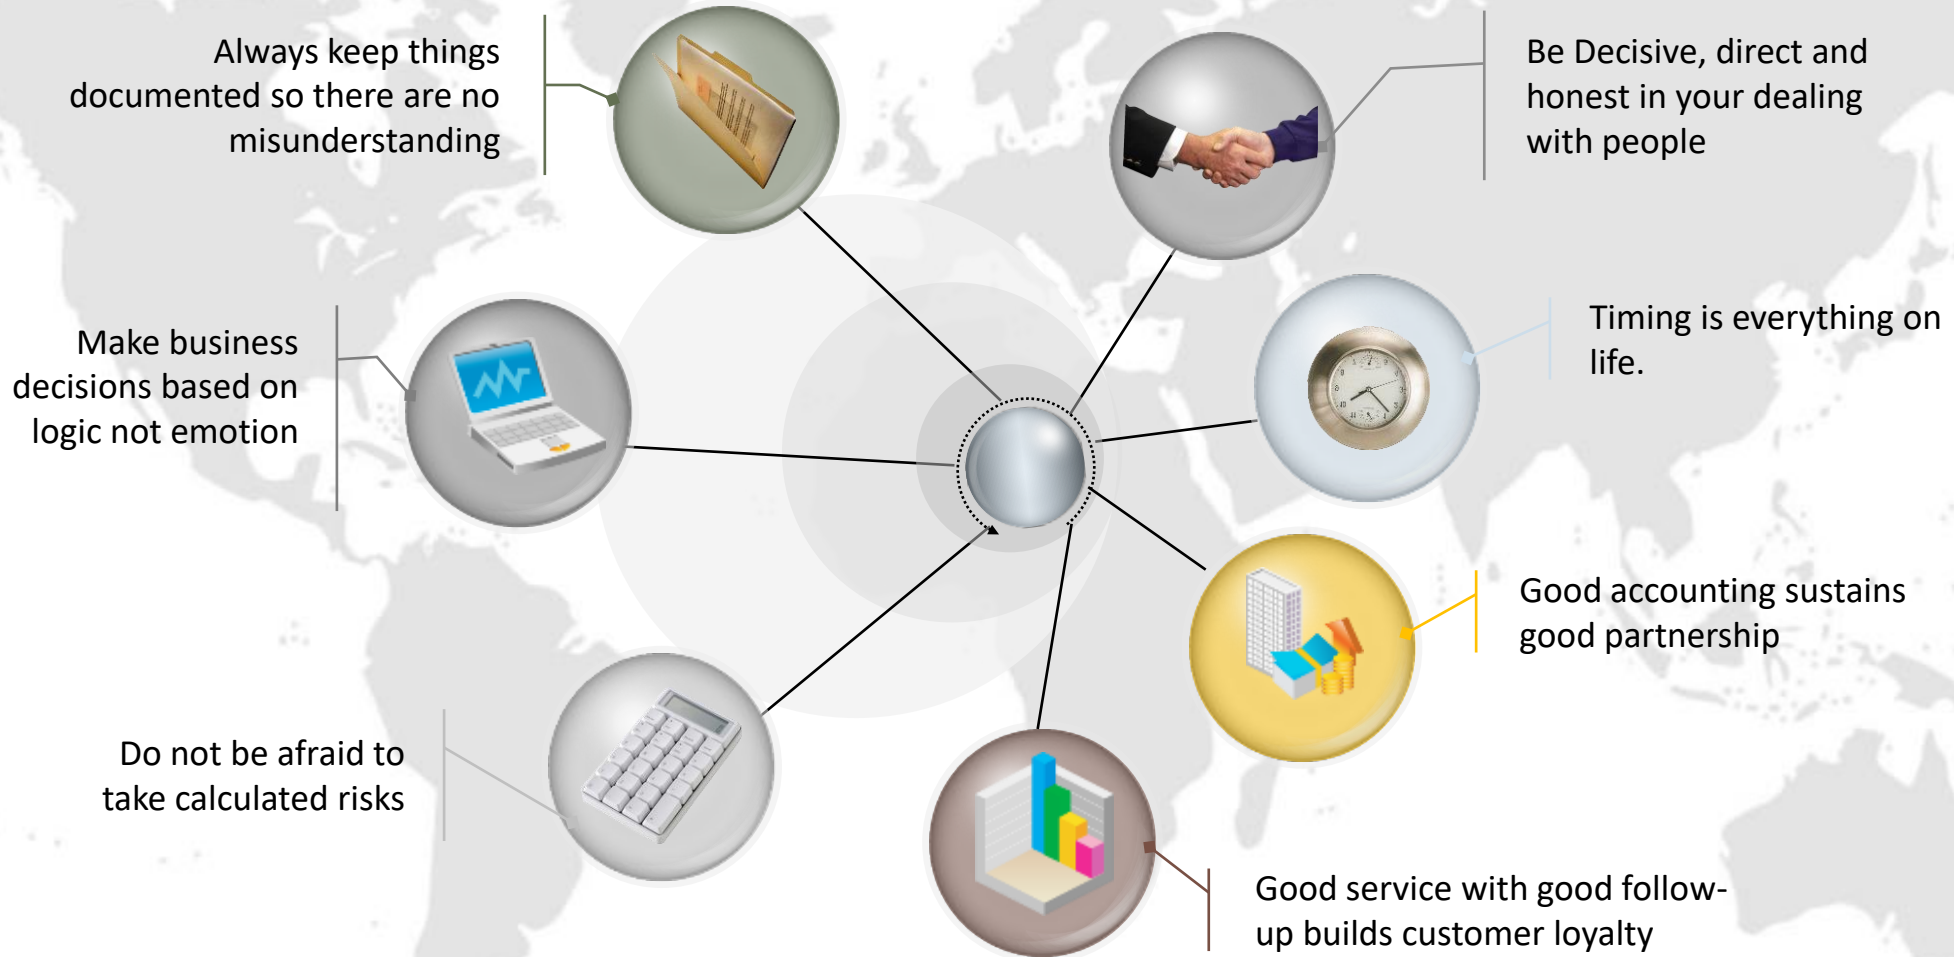 Always keep things
documented so there are no
misunderstanding
Be Decisive, direct and
honest in your dealing
with people
Make business
decisions based on
logic not emotion
Timing is everything on
life.
Good accounting sustains
good partnership
Do not be afraid to
take calculated risks
Good service with good follow-
up builds customer loyalty